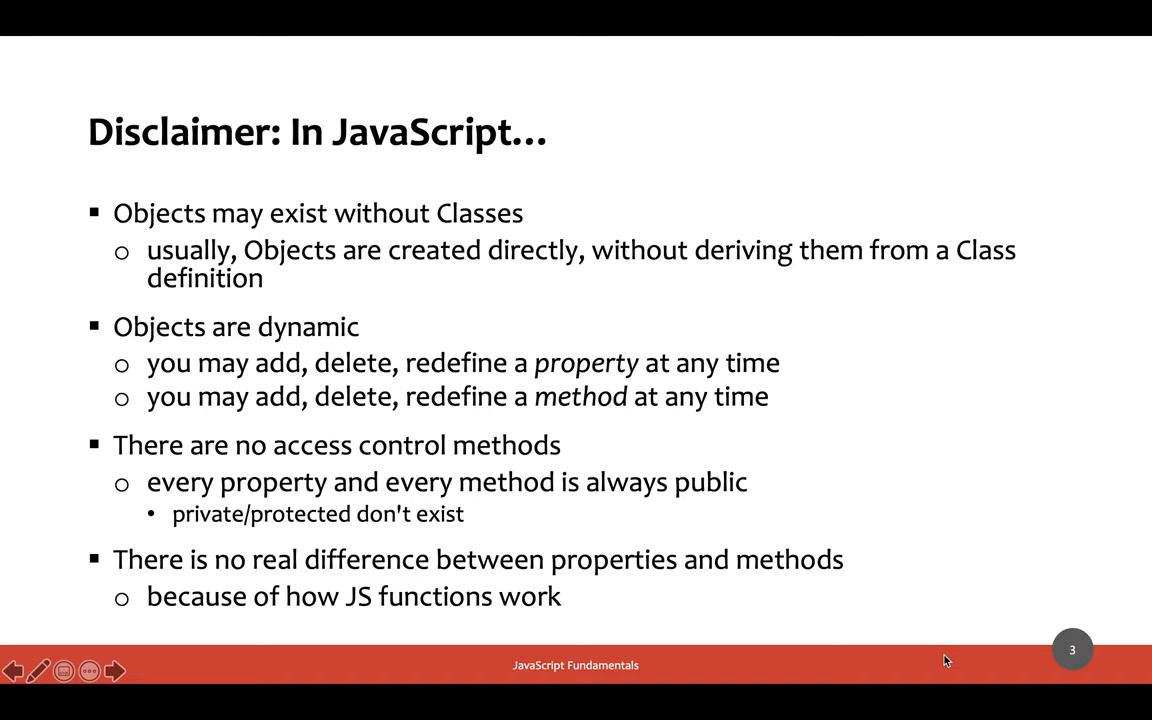 Disclaimer: In JavaScript...
▪ Objects may exist without Classes
o usually, Objects are created directly, without deriving them from a Class
definition
▪ Objects are dynamic
o you may add, delete, redefine a property at any time
o you may add, delete, redefine a method at any time
▪ There are no access control methods
o every property and every method is always public
• private/protected don't exist
▪ There is no real difference between properties and methods
o because of how JS functions work
JavaScript Fundamentals
3